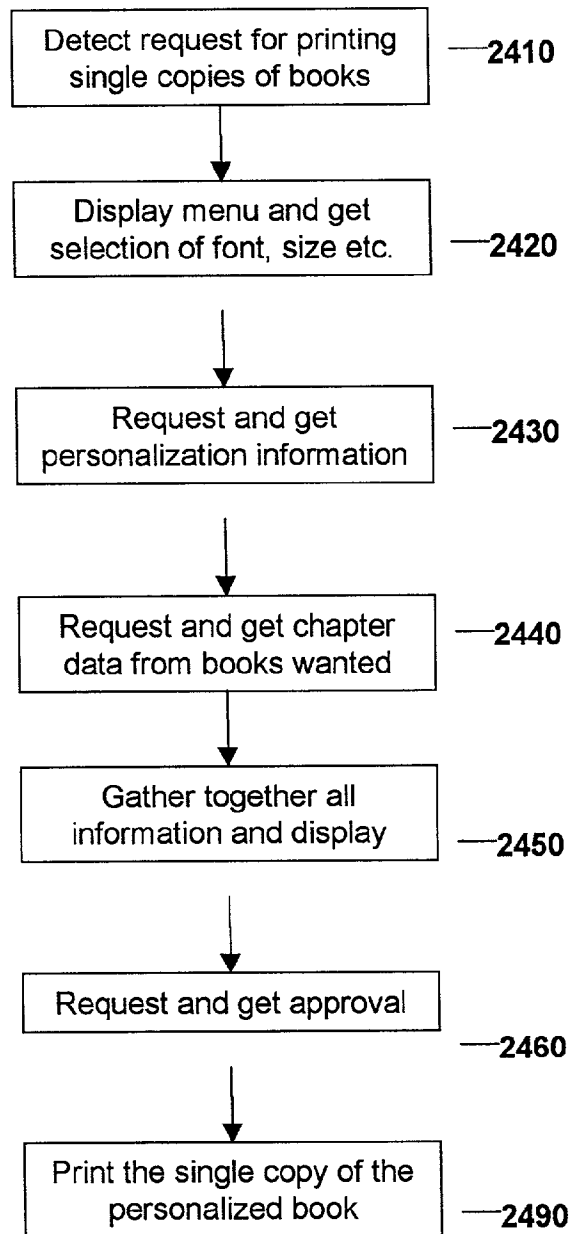 Detect request for printing
single copies of books
2410
Display menu and get
selection of font, size etc.
2420
Request and get
personalization information
2430
Request and get chapter
data from books wanted
2440
Gather together all
information and display
2450
Request and get approval
2460
Print the single copy of the
personalized book
2490